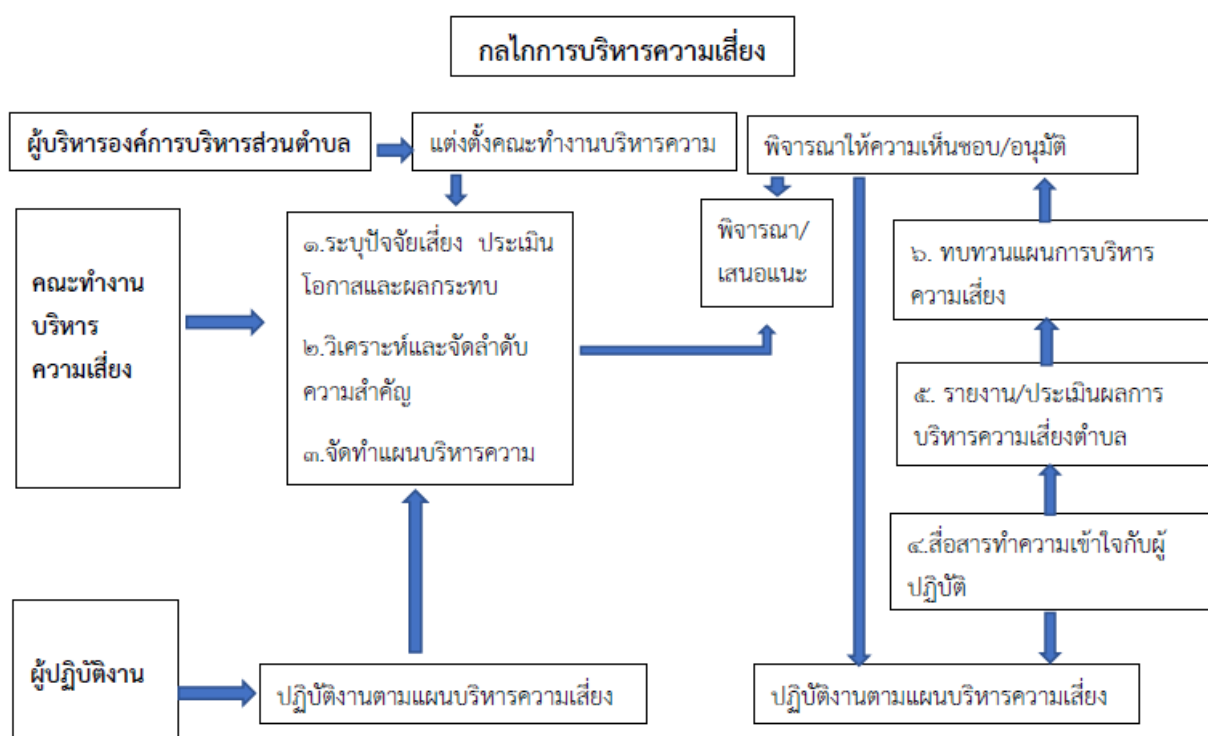 กลไกการบริหารความเสี่ยง
ผู้บริหารองค์การบริหารส่วนตำบล
แต่งตั้งคณะทำงานบริหารความ
พิจารณาให้ความเห็นชอบ/อนุมัติ
คณะทำงาน
บริหาร
ความเสี่ยง
๑.ระบุปัจจัยเสี่ยง ประเมิน
โอกาสและผลกระทบ
๒.วิเคราะห์และจัดลำดับ
ความสำคัญ
๓.จัดทำแผนบริหารความ
พิจารณา/
เสนอแนะ
๖. ทบทวนแผนการบริหาร
ความเสี่ยง
๕. รายงาน/ประเมินผลการ
บริหารความเสี่ยงตำบล
๔.สื่อสารทำความเข้าใจกับผู้
ปฏิบัติ
ผู้ปฏิบัติงาน
ปฏิบัติงานตามแผนบริหารความเสี่ยง
ปฏิบัติงานตามแผนบริหารความเสี่ยง